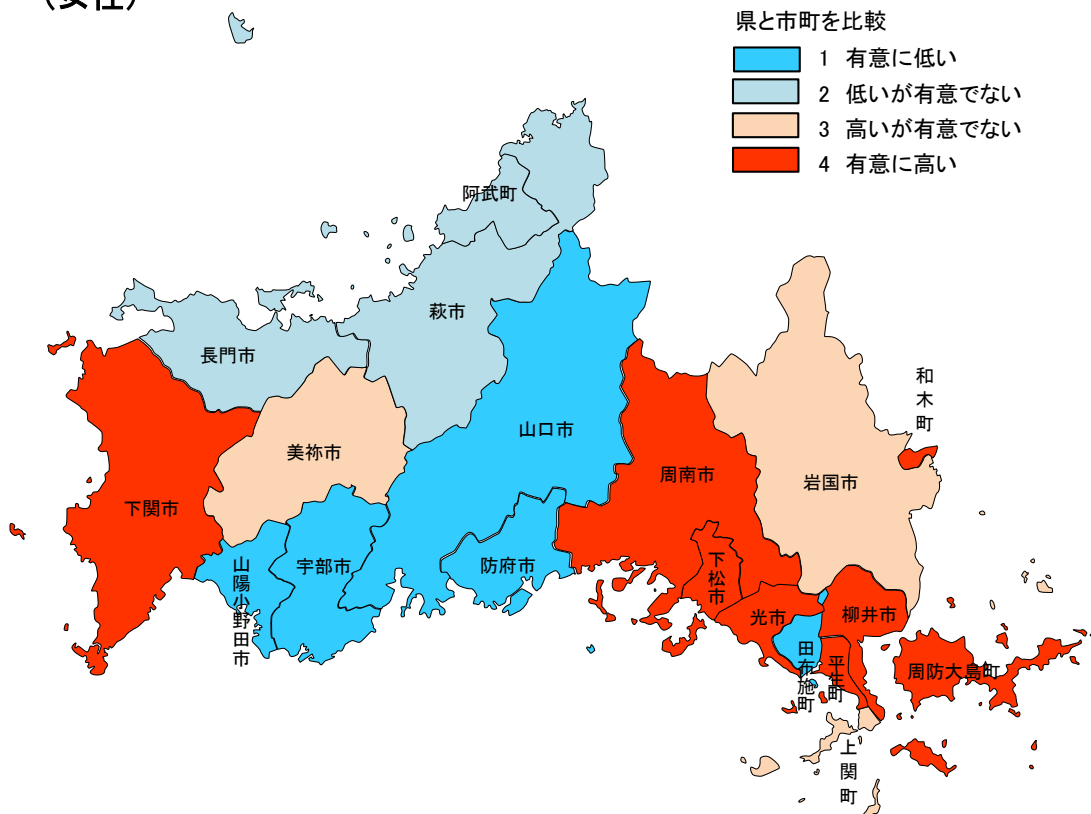 （女性）
県と市町を比較
1 有意に低い
2 低いが有意でない
3 高いが有意でない
4 有意に高い
阿武町
萩市
長門市
和木町
山口市
美祢市
周南市
岩国市
下関市
山陽小野田市
宇部市
防府市
下松市
光市
柳井市
田布施町
平生町
周防大島町
上関町